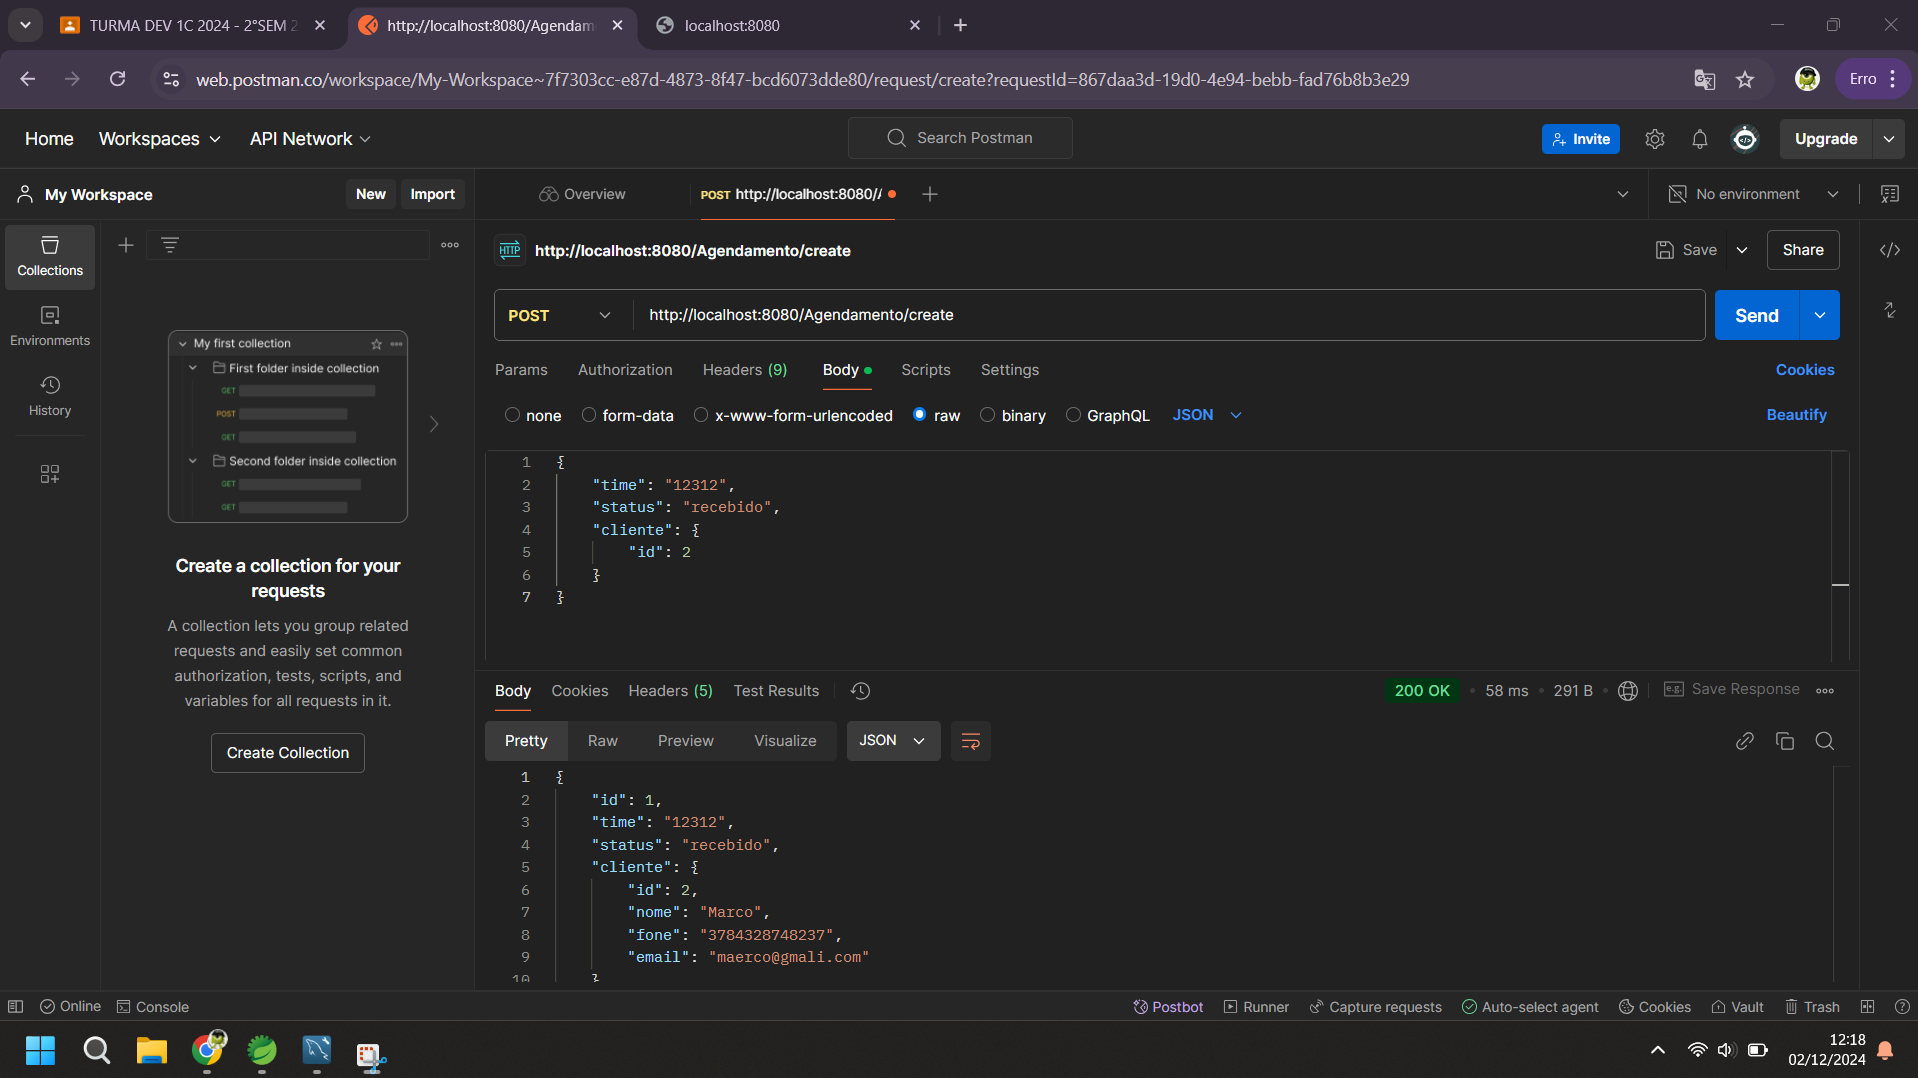 TURMA DEV 1C 2024 - 2°SEM 2
http://localhost:8080/Agendam
localhost:8080
web.postman.co/workspace/My-Workspace~7f7303cc-e87d-4873-8f47-bcd6073dde80/request/create?requestId=867daa3d-19d0-4e94-bebb-fad76b8b3e29
Erro
Home
Workspaces
API Network
Search Postman
Invite
Upgrade
My Workspace
New
Import
Overview
POST http://localhost:8080/A
No environment
Collections
Environments
History
HTTP
http://localhost:8080/Agendamento/create
Save
Share
POST
http://localhost:8080/Agendamento/create
Send
Params
Authorization
Headers (9)
Body
Scripts
Settings
Cookies
none
form-data
x-www-form-urlencoded
raw
binary
GraphQL
JSON
Beautify
1 {
2 "time": "12312",
3 "status": "recebido",
4 "cliente": {
5 "id": 2
6 }
7 }
My first collection
First folder inside collection
GET
POST
GET
Second folder inside collection
GET
GET
Create a collection for your
requests
A collection lets you group related
requests and easily set common
authorization, tests, scripts, and
variables for all requests in it.
Create Collection
Body
Cookies
Headers (5)
Test Results
200 OK
58 ms
291 B
e.g.
Save Response
Pretty
Raw
Preview
Visualize
JSON
1 {
2 "id": 1,
3 "time": "12312",
4 "status": "recebido",
5 "cliente": {
6 "id": 2,
7 "nome": "Marco",
8 "fone": "3784328748237",
9 "email": "maerco@gmali.com"
10 }
Online
Console
Postbot
Runner
Capture requests
Auto-select agent
Cookies
Vault
Trash
12:18
02/12/2024